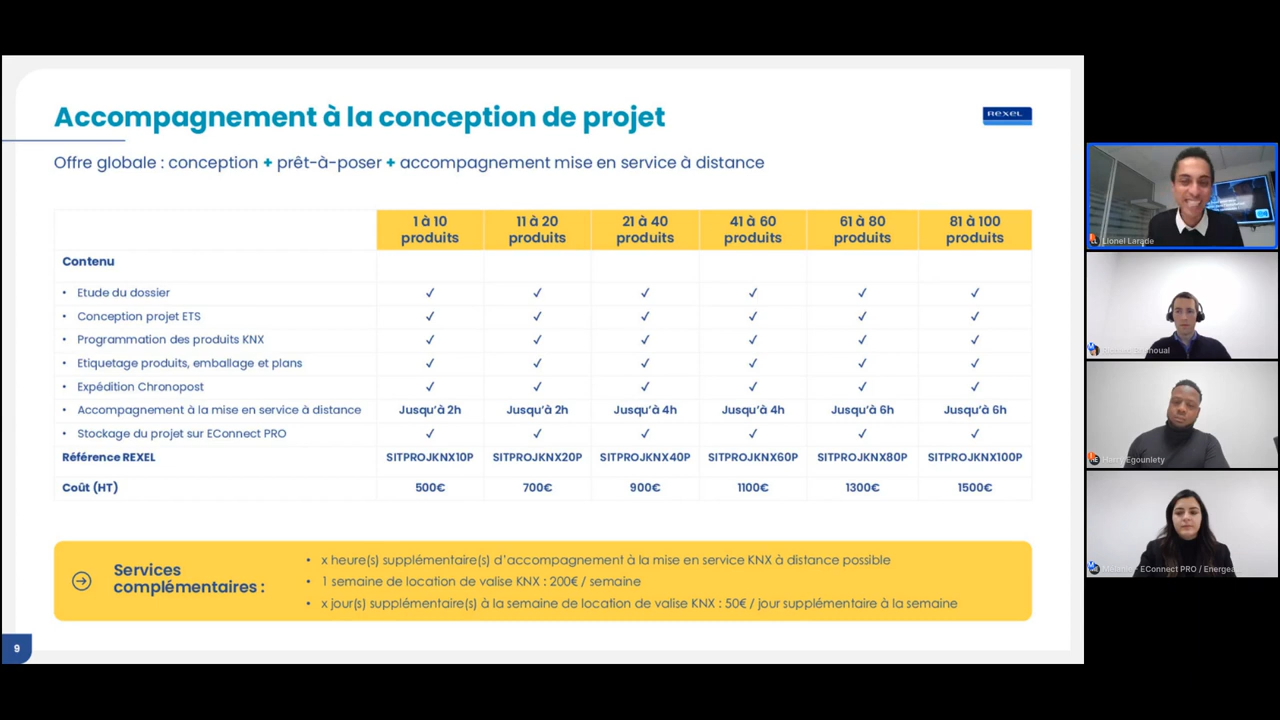 Accompagnement à la conception de projet
REXEL
Offre globale : conception + prêt-à-poser + accompagnement mise en service à distance
1 à 10 produits
11 à 20 produits
21 à 40 produits
41 à 60 produits
61 à 80 produits
81 à 100 produits
Contenu
• Etude du dossier ✓ ✓ ✓ ✓ ✓ ✓
• Conception projet ETS ✓ ✓ ✓ ✓ ✓ ✓
• Programmation des produits KNX ✓ ✓ ✓ ✓ ✓ ✓
• Etiquetage produits, emballage et plans ✓ ✓ ✓ ✓ ✓ ✓
• Expédition Chronopost ✓ ✓ ✓ ✓ ✓ ✓
• Accompagnement à la mise en service à distance Jusqu'à 2h Jusqu'à 2h Jusqu'à 4h Jusqu'à 4h Jusqu'à 6h Jusqu'à 6h
• Stockage du projet sur EConnect PRO ✓ ✓ ✓ ✓ ✓ ✓
Référence REXEL SITPROJKNX10P SITPROJKNX20P SITPROJKNX40P SITPROJKNX60P SITPROJKNX80P SITPROJKNX100P
Coût (HT) 500€ 700€ 900€ 1100€ 1300€ 1500€
Services
complémentaires :
• x heure(s) supplémentaire(s) d'accompagnement à la mise en service KNX à distance possible
• 1 semaine de location de valise KNX : 200€ / semaine
• x jour(s) supplémentaire(s) à la semaine de location de valise KNX : 50€ / jour supplémentaire à la semaine
9
Lionel Larade
Egounlety
EConnect PRO / Energea...